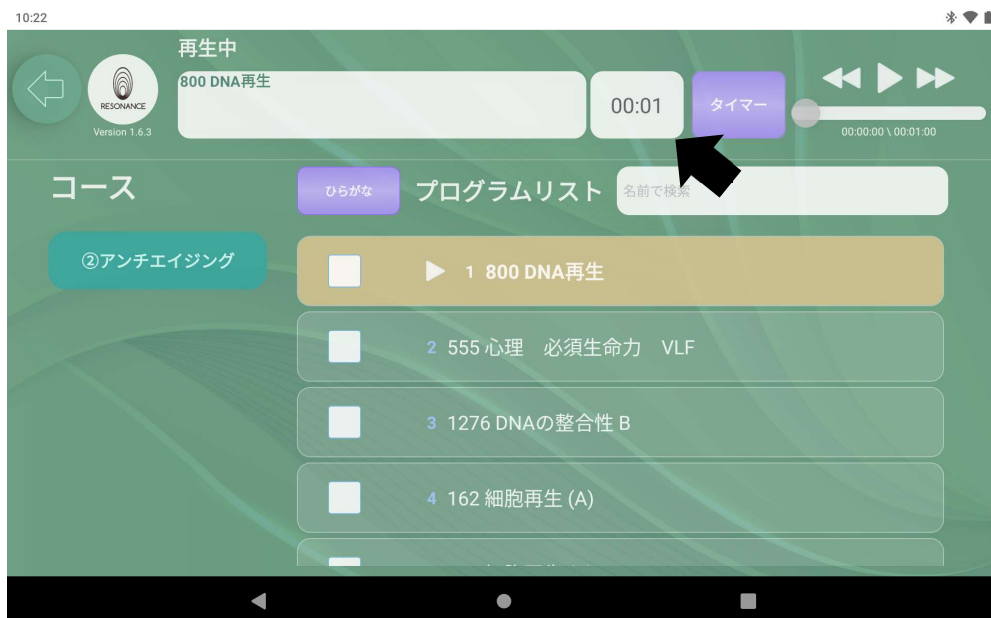 10:22
再生中
800 DNA再生
RESONANCE
Version 1.6.3
00:01
タイマー
00:00:00 \ 00:01:00
コース
ひらがな
プログラムリスト
名前で検索
②アンチエイジング
1 800 DNA再生
2 555 心理　必須生命力　VLF
3 1276 DNAの整合性 B
4 162 細胞再生 (A)